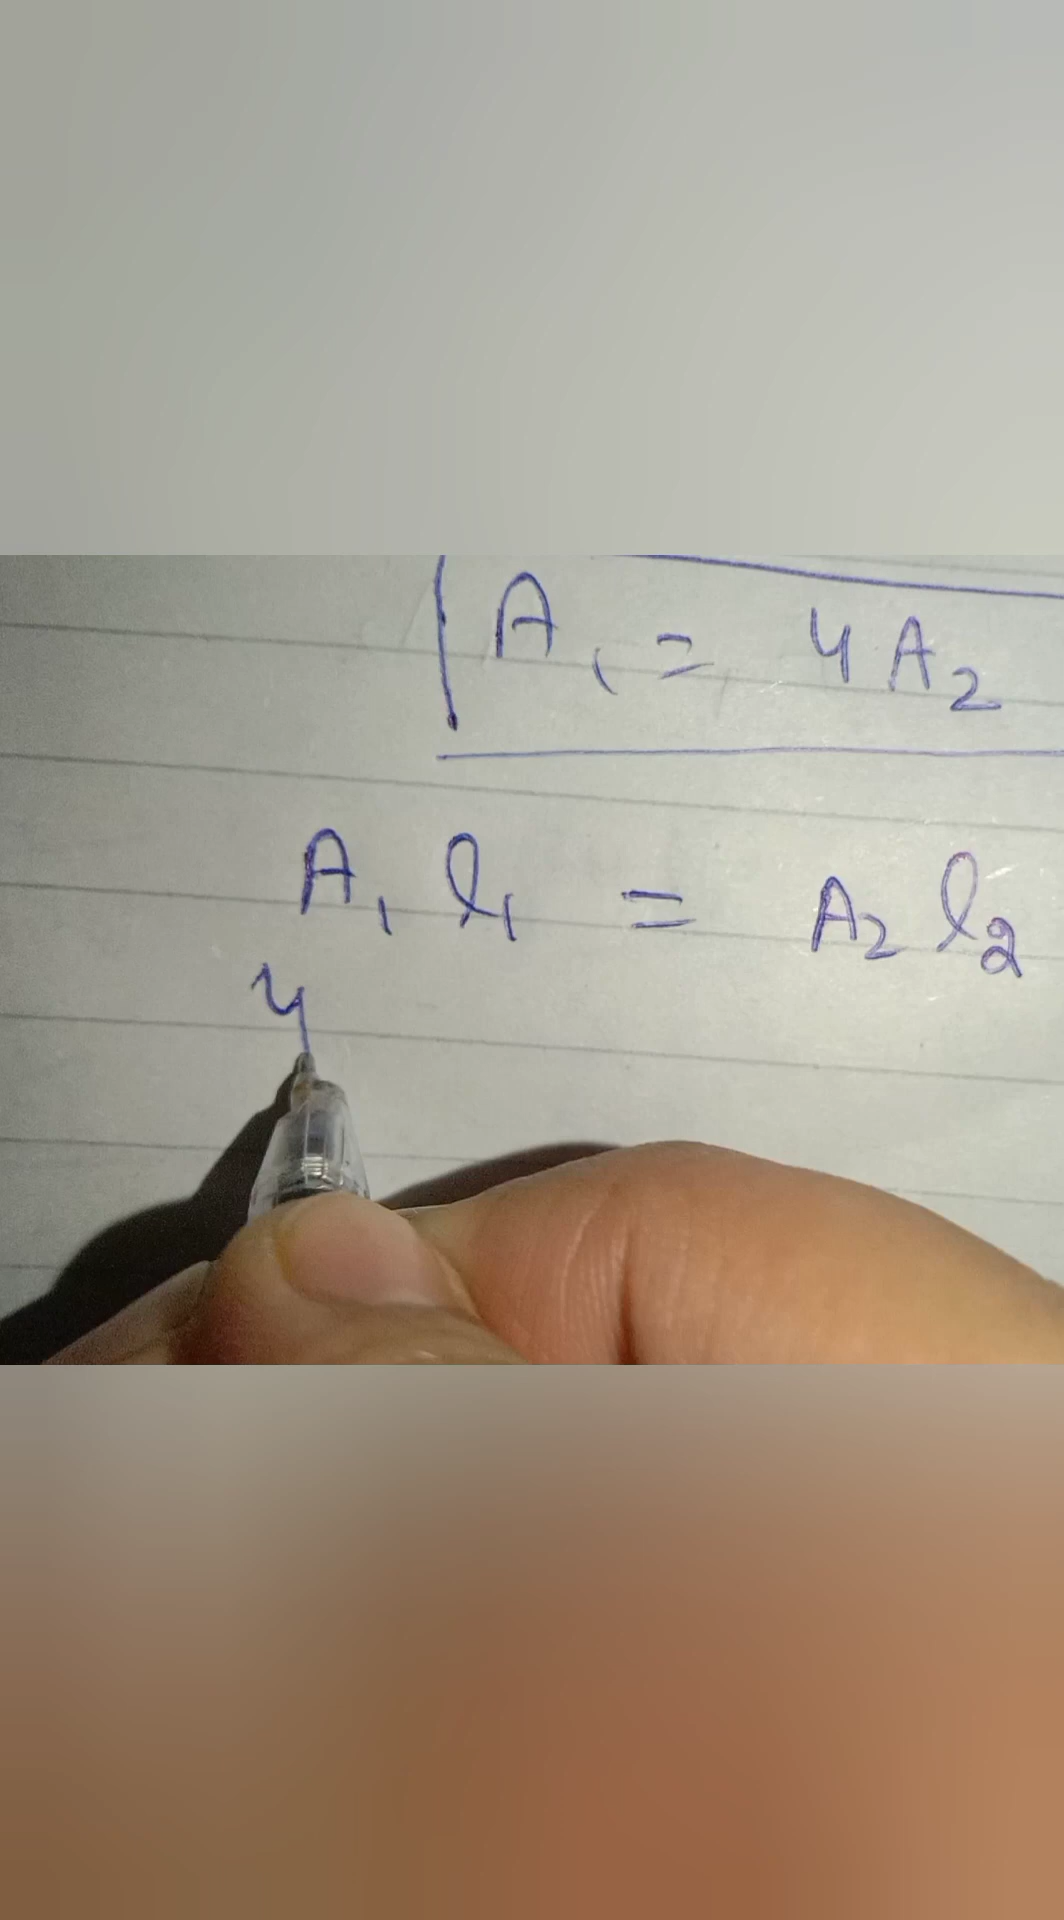 A₁ = 4A₂
A₁ l₁ = A₂ l₂
4